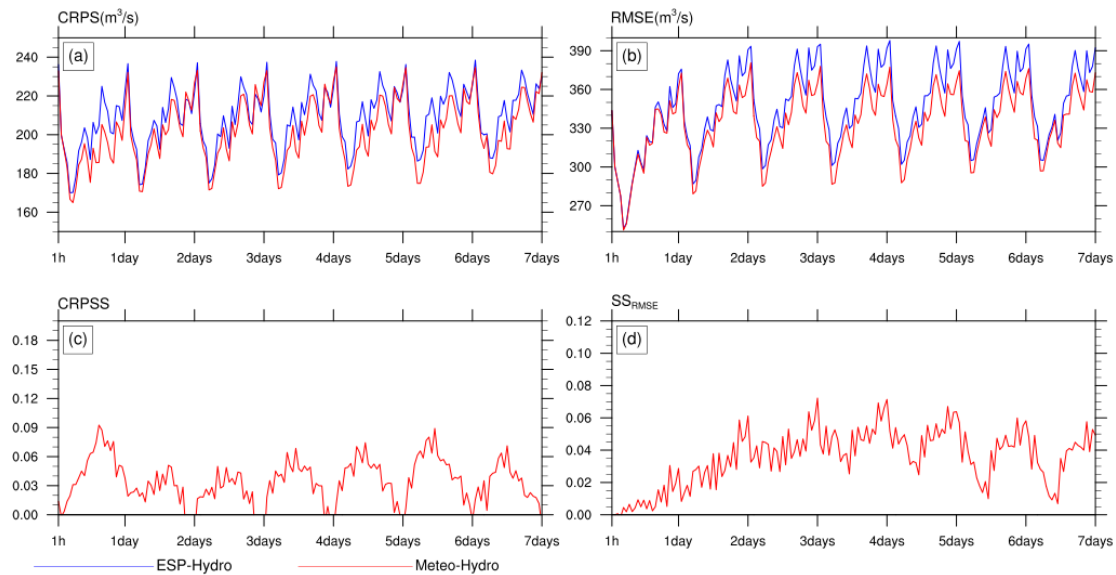 CRPS(m³/s)
(a)
240
220
200
180
160
1h 1day 2days 3days 4days 5days 6days 7days
RMSE(m³/s)
(b)
390
360
330
300
270
1h 1day 2days 3days 4days 5days 6days 7days
CRPSS
(c)
0.18
0.15
0.12
0.09
0.06
0.03
0.00
1h 1day 2days 3days 4days 5days 6days 7days
SS_RMSE
(d)
0.12
0.10
0.08
0.06
0.04
0.02
0.00
1h 1day 2days 3days 4days 5days 6days 7days
ESP-Hydro Meteo-Hydro